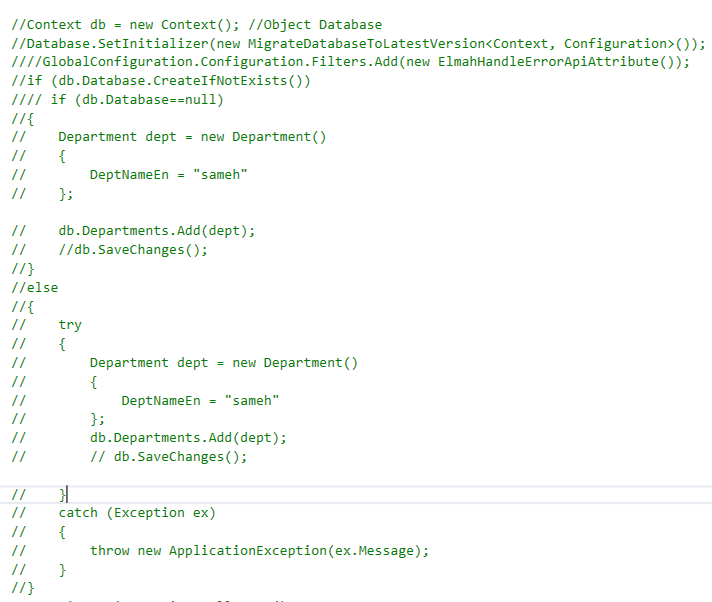 //Context db = new Context(); //Object Database
//Database.SetInitializer(new MigrateDatabaseToLatestVersion<Context, Configuration>());
////GlobalConfiguration.Configuration.Filters.Add(new ElmahHandleErrorApiAttribute());
//if (db.Database.CreateIfNotExists())
//// if (db.Database==null)
//{
//    Department dept = new Department()
//    {
//        DeptNameEn = "sameh"
//    };
//    db.Departments.Add(dept);
//    //db.SaveChanges();
//}
//else
//{
//    try
//    {
//        Department dept = new Department()
//        {
//            DeptNameEn = "sameh"
//        };
//        db.Departments.Add(dept);
//        // db.SaveChanges();
//    }
//    catch (Exception ex)
//    {
//        throw new ApplicationException(ex.Message);
//    }
//}